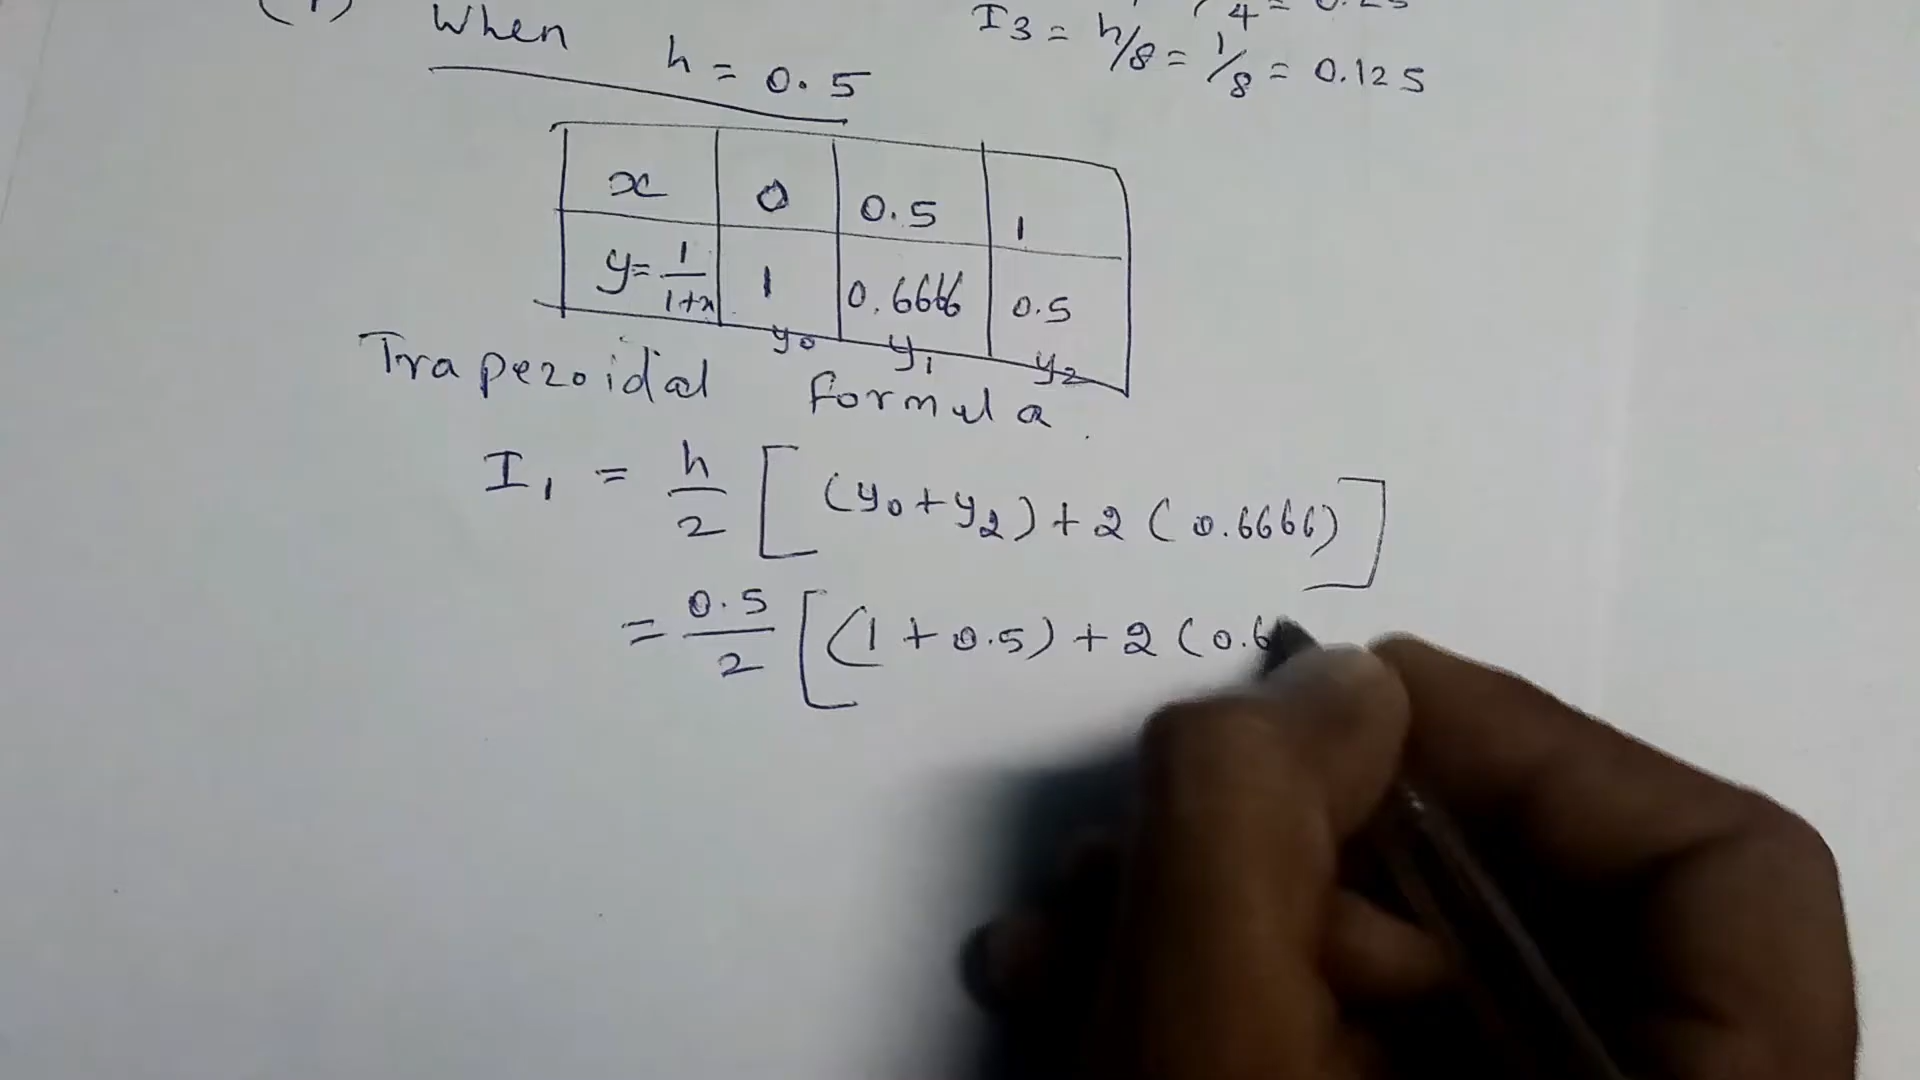 (1) When h = 0.5
I3 = h/8 = 1/8 = 0.125
x 0 0.5 1
y = 1/1+x 1 0.6666 0.5
y0 y1 y2
Trapezoidal formula
I1 = h/2 [(y0+y2)+2(0.6666)]
= 0.5/2 [(1+0.5)+2(0.6